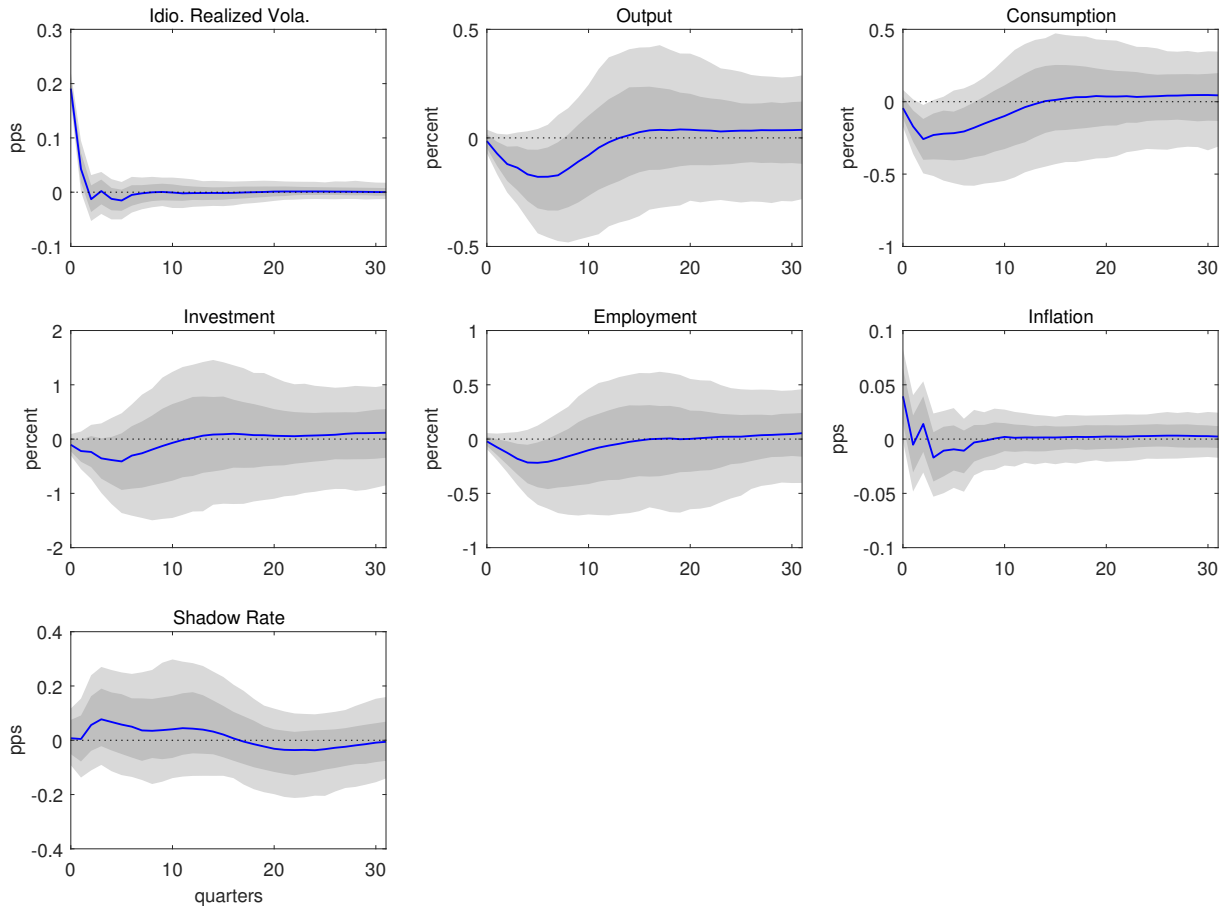 Idio. Realized Vola.
pps
0.3
0.2
0.1
0
-0.1
0 10 20 30
Output
percent
0.5
0
-0.5
0 10 20 30
Consumption
percent
0.5
0
-0.5
-1
0 10 20 30
Investment
percent
2
1
0
-1
-2
0 10 20 30
Employment
percent
1
0.5
0
-0.5
-1
0 10 20 30
Inflation
pps
0.1
0.05
0
-0.05
-0.1
0 10 20 30
Shadow Rate
pps
0.4
0.2
0
-0.2
-0.4
0 10 20 30
quarters